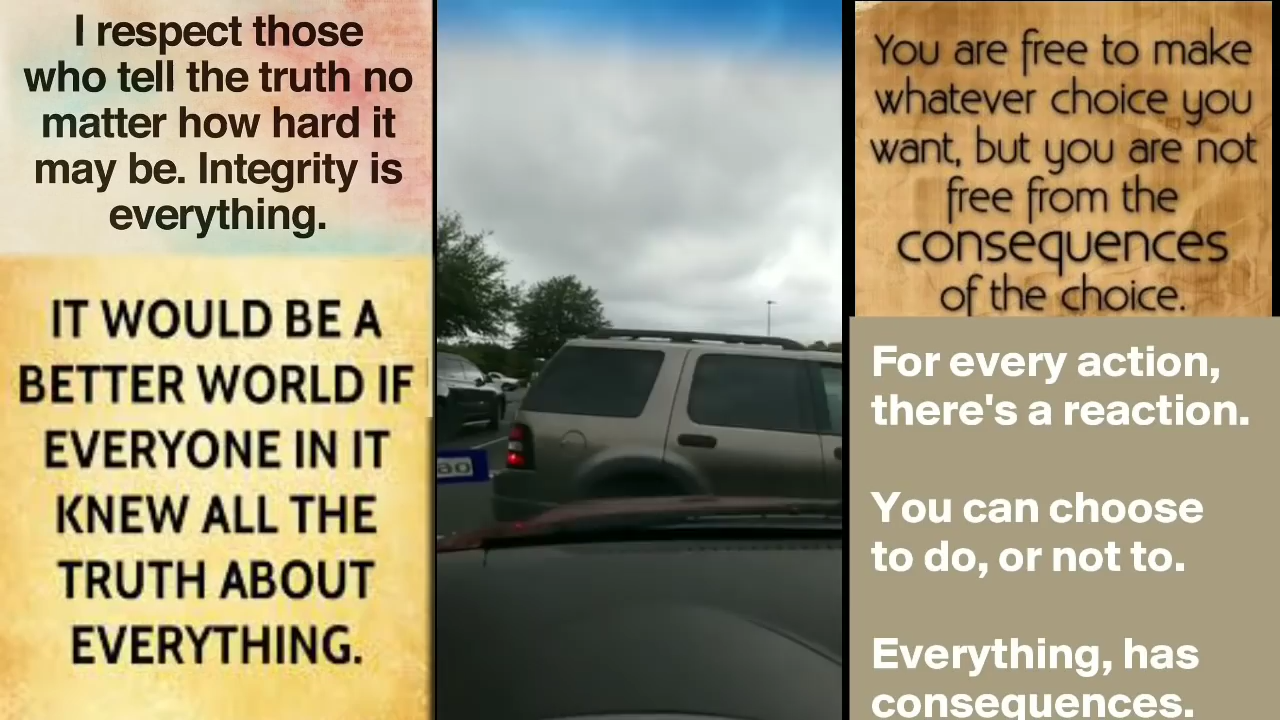 I respect those
who tell the truth no
matter how hard it
may be. Integrity is
everything.
IT WOULD BE A
BETTER WORLD IF
EVERYONE IN IT
KNEW ALL THE
TRUTH ABOUT
EVERYTHING.
You are free to make
whatever choice you
want, but you are not
free from the
consequences
of the choice.
For every action,
there's a reaction.
You can choose
to do, or not to.
Everything, has
consequences.